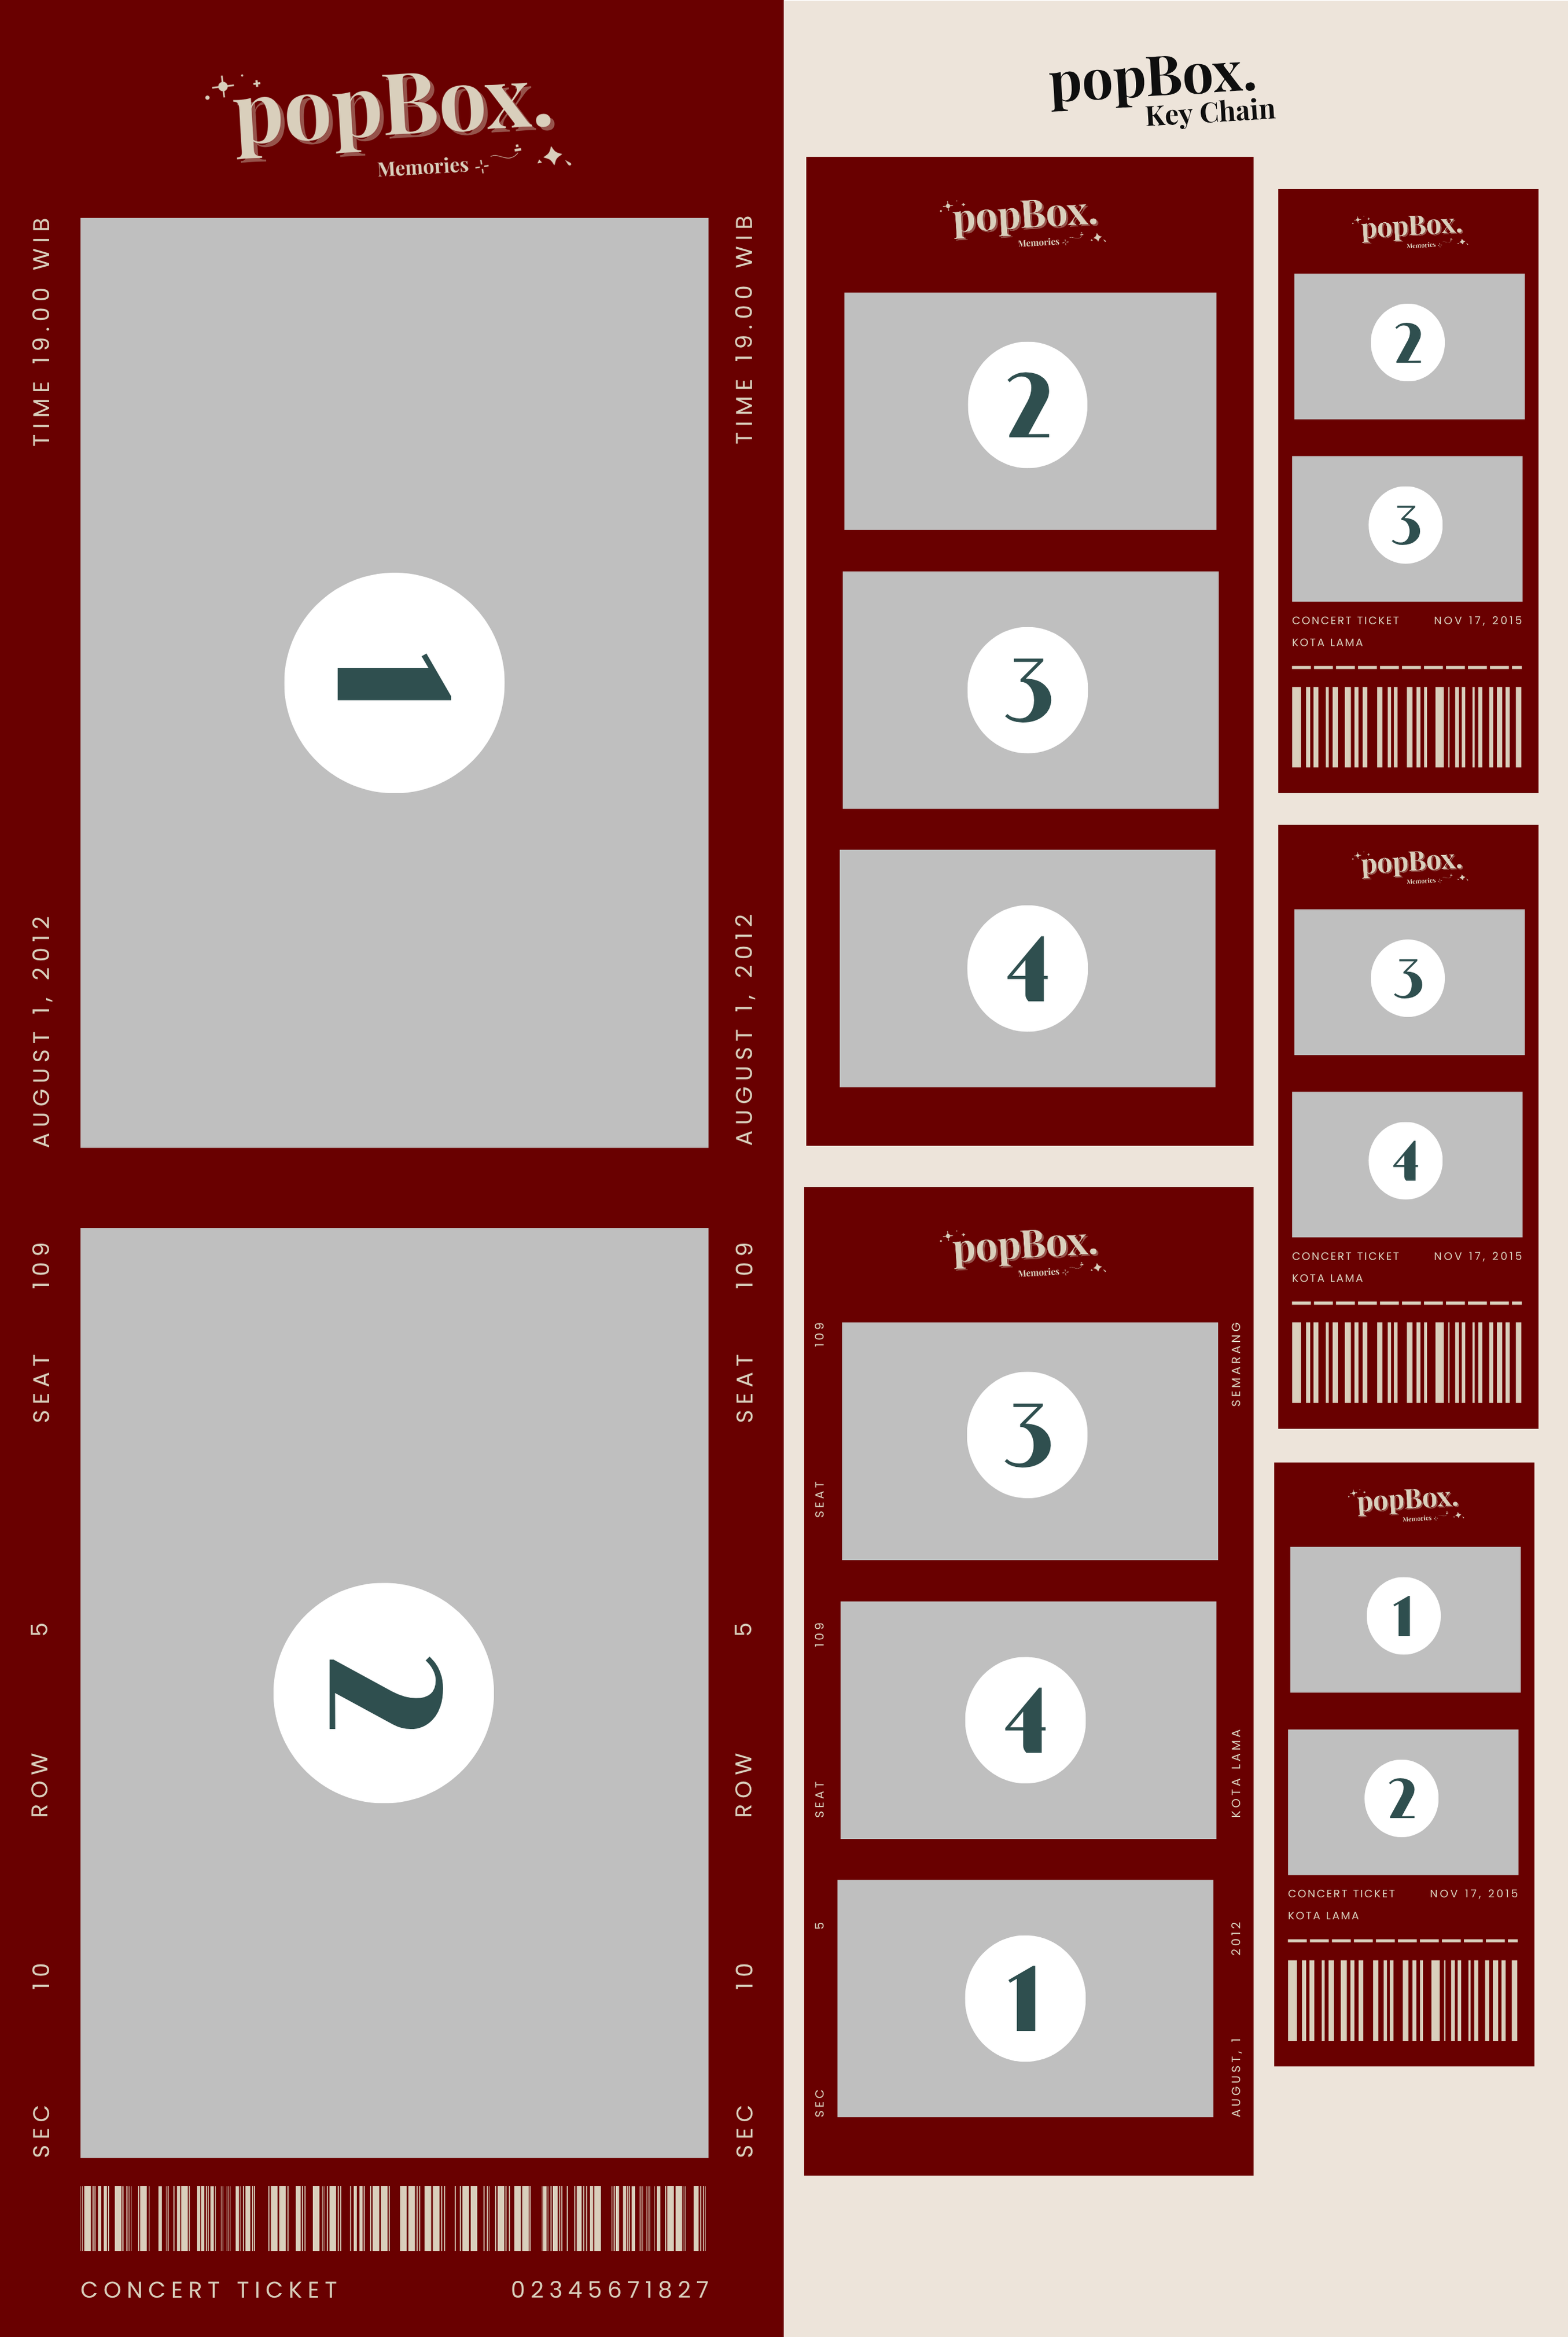 popBox.
Memories
TIME 19.00 WIB
AUGUST 1, 2012
TIME 19.00 WIB
AUGUST 1, 2012
1
SEC 10 ROW 5 SEAT 109
SEC 10 ROW 5 SEAT 109
2
CONCERT TICKET 02345671827
popBox.
Key Chain
popBox.
Memories
2
3
4
popBox.
Memories
SEAT 109
SEMARANG
3
SEAT 109
KOTA LAMA
4
SEC 5
AUGUST, 1 2012
1
popBox.
Memories
2
3
CONCERT TICKET NOV 17, 2015
KOTA LAMA
popBox.
Memories
3
4
CONCERT TICKET NOV 17, 2015
KOTA LAMA
popBox.
Memories
1
2
CONCERT TICKET NOV 17, 2015
KOTA LAMA